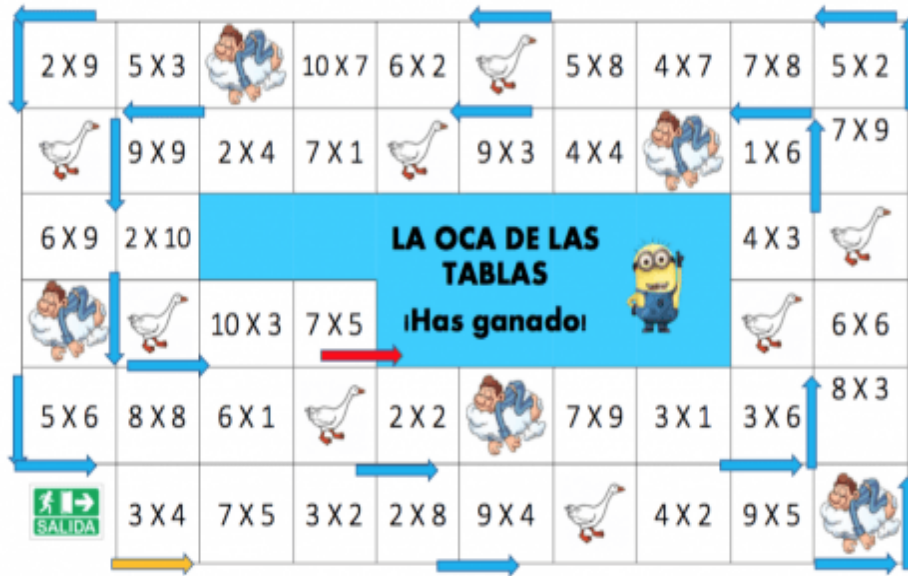 2 X 9 5 X 3 10 X 7 6 X 2 5 X 8 4 X 7 7 X 8 5 X 2
9 X 9 2 X 4 7 X 1 9 X 3 4 X 4 1 X 6 7 X 9
6 X 9 2 X 10 4 X 3
LA OCA DE LAS
TABLAS
¡Has ganado!
10 X 3 7 X 5 6 X 6
5 X 6 8 X 8 6 X 1 2 X 2 7 X 9 3 X 1 3 X 6 8 X 3
SALIDA
3 X 4 7 X 5 3 X 2 2 X 8 9 X 4 4 X 2 9 X 5